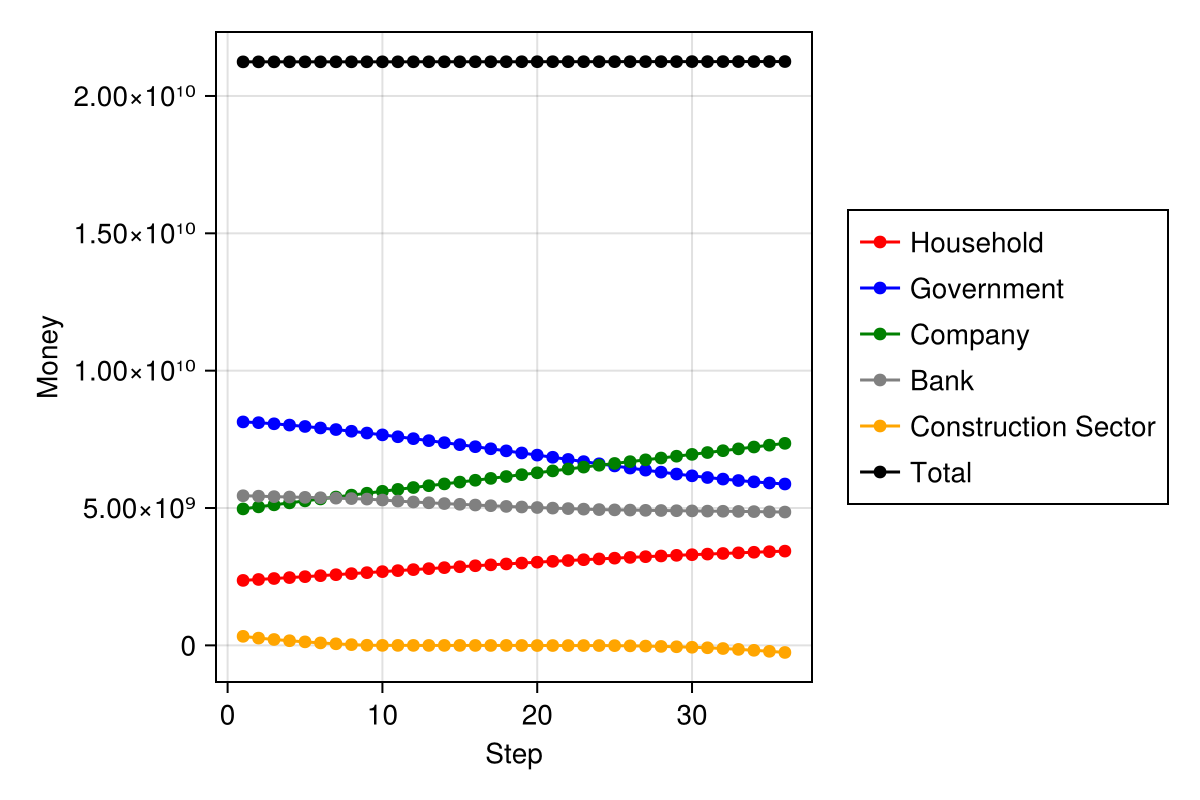 2.00×10¹⁰
1.50×10¹⁰
1.00×10¹⁰
5.00×10⁹
0
Money
0 10 20 30
Step
Household
Government
Company
Bank
Construction Sector
Total